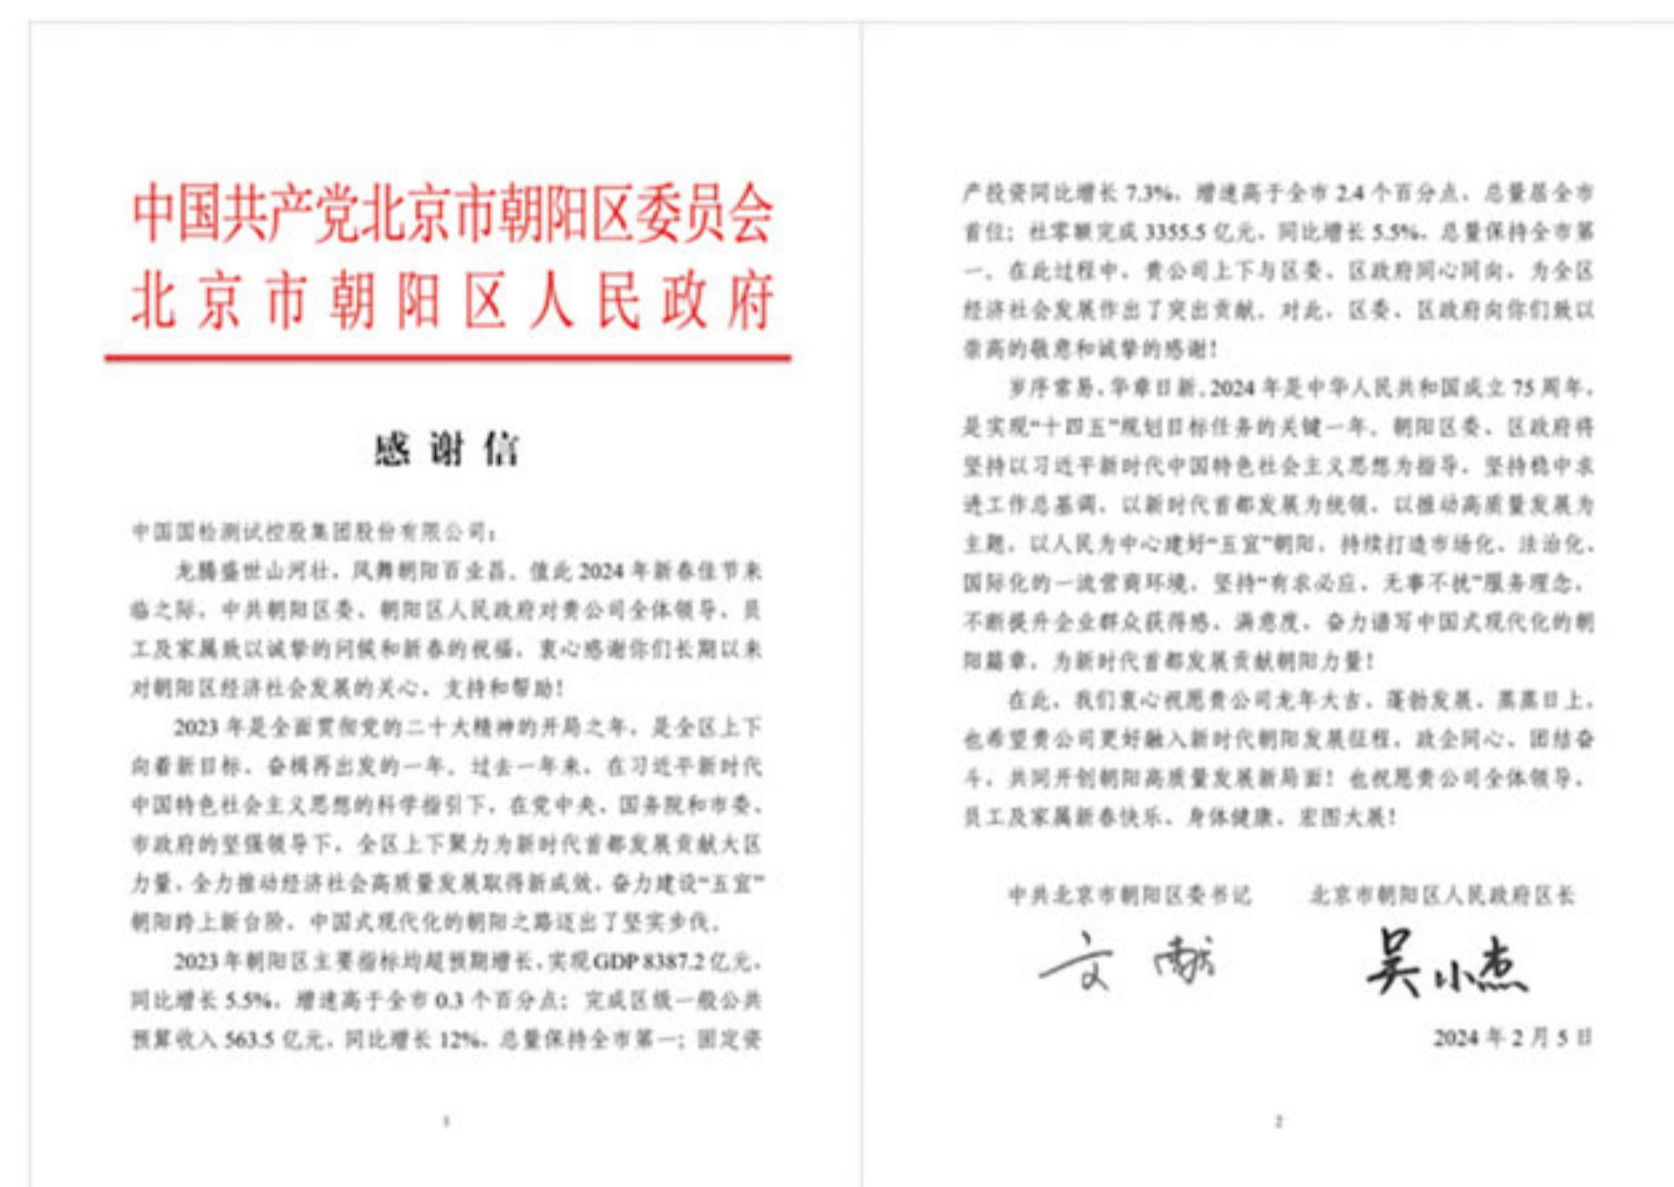 中国共产党北京市朝阳区委员会
北京市朝阳区人民政府
感谢信
中国国检测试控股集团股份有限公司：
龙腾盛世山河壮，凤舞朝阳百业昌。值此2024年新春佳节来
临之际，中共朝阳区委、朝阳区人民政府对贵公司全体领导、员
工及家属致以诚挚的问候和新春的祝福，衷心感谢你们长期以来
对朝阳区经济社会发展的关心、支持和帮助！
2023年是全面贯彻党的二十大精神的开局之年，是全区上下
向着新目标、奋楫再出发的一年。过去一年来，在习近平新时代
中国特色社会主义思想的科学指引下，在党中央、国务院和市委、
市政府的坚强领导下，全区上下聚力为新时代首都发展贡献大区
力量，全力推动经济社会高质量发展取得新成效，奋力建设“五宜”
朝阳跨上新台阶，中国式现代化的朝阳之路迈出了坚实步伐。
2023年朝阳区主要指标均超预期增长，实现GDP 8387.2亿元，
同比增长5.5%，增速高于全市0.3个百分点；完成区级一般公共
预算收入563.5亿元，同比增长12%，总量保持全市第一；固定资
1
产投资同比增长7.3%，增速高于全市2.4个百分点，总量居全市
首位；社零额完成3355.5亿元，同比增长5.5%，总量保持全市第
一。在此过程中，贵公司上下与区委、区政府同心同向，为全区
经济社会发展作出了突出贡献。对此，区委、区政府向你们致以
崇高的敬意和诚挚的感谢！
岁序常易，华章日新。2024年是中华人民共和国成立75周年，
是实现“十四五”规划目标任务的关键一年。朝阳区委、区政府将
坚持以习近平新时代中国特色社会主义思想为指导，坚持稳中求
进工作总基调，以新时代首都发展为统领，以推动高质量发展为
主题，以人民为中心建好“五宜”朝阳，持续打造市场化、法治化、
国际化的一流营商环境，坚持“有求必应、无事不扰”服务理念，
不断提升企业群众获得感、满意度，奋力谱写中国式现代化的朝
阳篇章，为新时代首都发展贡献朝阳力量！
在此，我们衷心祝愿贵公司龙年大吉、蓬勃发展、蒸蒸日上，
也希望贵公司更好融入新时代朝阳发展征程，政企同心、团结奋
斗，共同开创朝阳高质量发展新局面！也祝愿贵公司全体领导、
员工及家属新春快乐、身体健康、宏图大展！
中共北京市朝阳区委书记 北京市朝阳区人民政府区长
文献 吴小杰
2024年2月5日
2